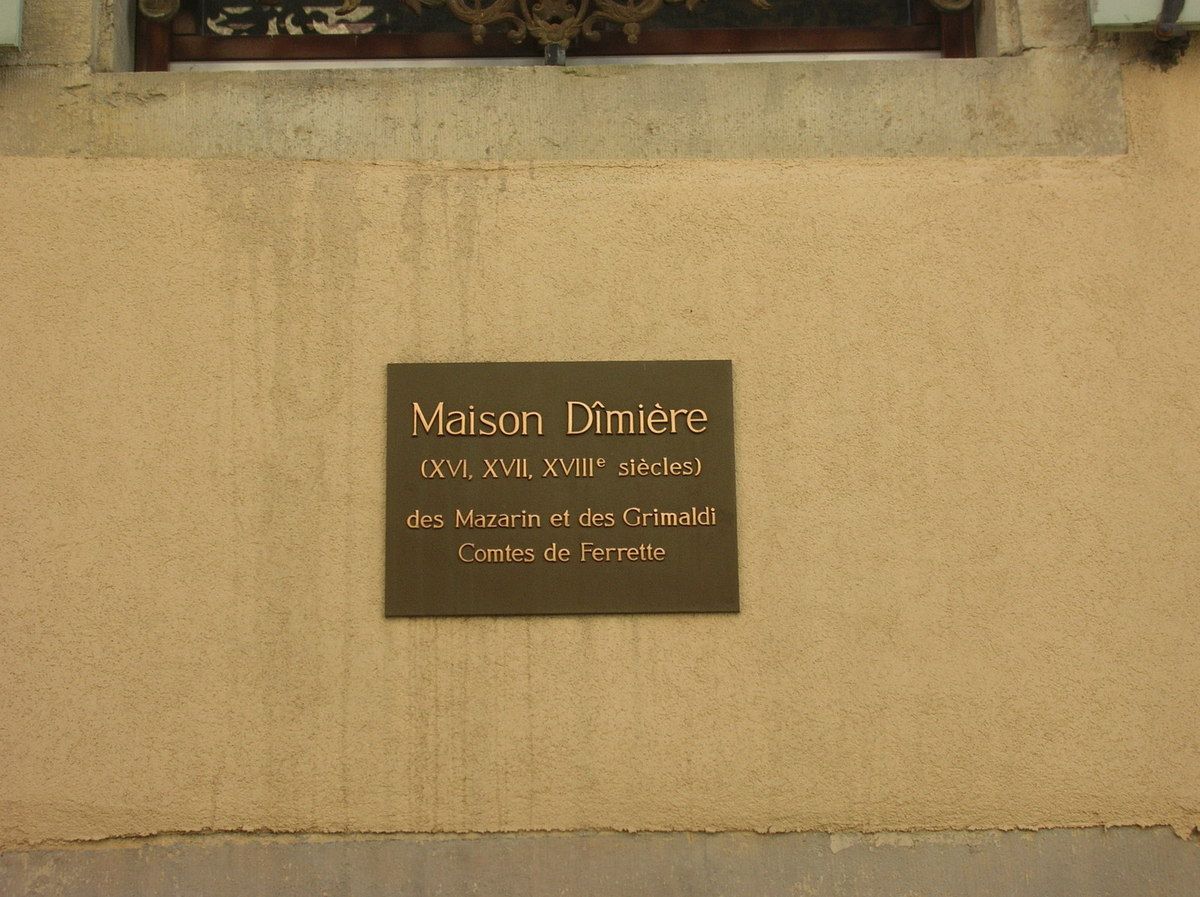 Maison Dîmière
(XVI, XVII, XVIIIᵉ siècles)
des Mazarin et des Grimaldi
Comtes de Ferrette